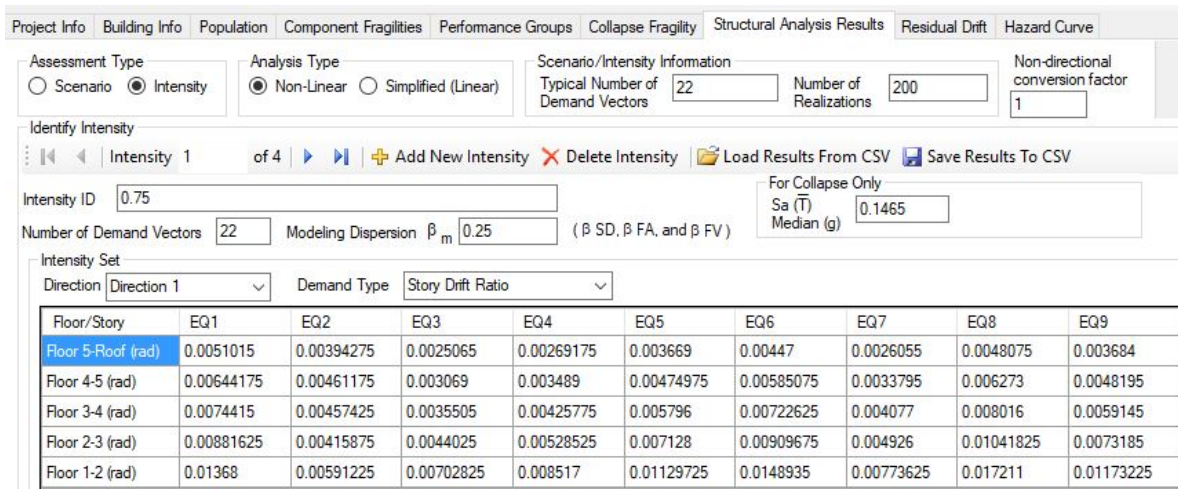 Project Info Building Info Population Component Fragilities Performance Groups Collapse Fragility Structural Analysis Results Residual Drift Hazard Curve
Assessment Type Analysis Type Scenario/Intensity Information Non-directional conversion factor
Scenario Intensity Non-Linear Simplified (Linear) Typical Number of Demand Vectors 22 Number of Realizations 200 1
Identify Intensity
Intensity 1 of 4 Add New Intensity Delete Intensity Load Results From CSV Save Results To CSV
Intensity ID 0.75 For Collapse Only
Sa (T̅) Median (g) 0.1465
Number of Demand Vectors 22 Modeling Dispersion β m 0.25 ( β SD, β FA, and β FV )
Intensity Set
Direction Direction 1 Demand Type Story Drift Ratio
Floor/Story EQ1 EQ2 EQ3 EQ4 EQ5 EQ6 EQ7 EQ8 EQ9
Floor 5-Roof (rad) 0.0051015 0.00394275 0.0025065 0.00269175 0.003669 0.00447 0.0026055 0.0048075 0.003684
Floor 4-5 (rad) 0.00644175 0.00461175 0.003069 0.003489 0.00474975 0.00585075 0.0033795 0.006273 0.0048195
Floor 3-4 (rad) 0.0074415 0.00457425 0.0035505 0.00425775 0.005796 0.00722625 0.004077 0.008016 0.0059145
Floor 2-3 (rad) 0.00881625 0.00415875 0.0044025 0.00528525 0.007128 0.00909675 0.004926 0.01041825 0.0073185
Floor 1-2 (rad) 0.01368 0.00591225 0.00702825 0.008517 0.01129725 0.0148935 0.00773625 0.017211 0.01173225